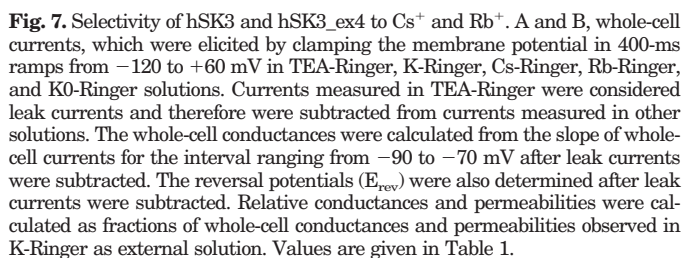 Fig. 7. Selectivity of hSK3 and hSK3_ex4 to Cs⁺ and Rb⁺. A and B, whole-cell
currents, which were elicited by clamping the membrane potential in 400-ms
ramps from −120 to +60 mV in TEA-Ringer, K-Ringer, Cs-Ringer, Rb-Ringer,
and K0-Ringer solutions. Currents measured in TEA-Ringer were considered
leak currents and therefore were subtracted from currents measured in other
solutions. The whole-cell conductances were calculated from the slope of whole-
cell currents for the interval ranging from −90 to −70 mV after leak currents
were subtracted. The reversal potentials (Erev) were also determined after leak
currents were subtracted. Relative conductances and permeabilities were cal-
culated as fractions of whole-cell conductances and permeabilities observed in
K-Ringer as external solution. Values are given in Table 1.